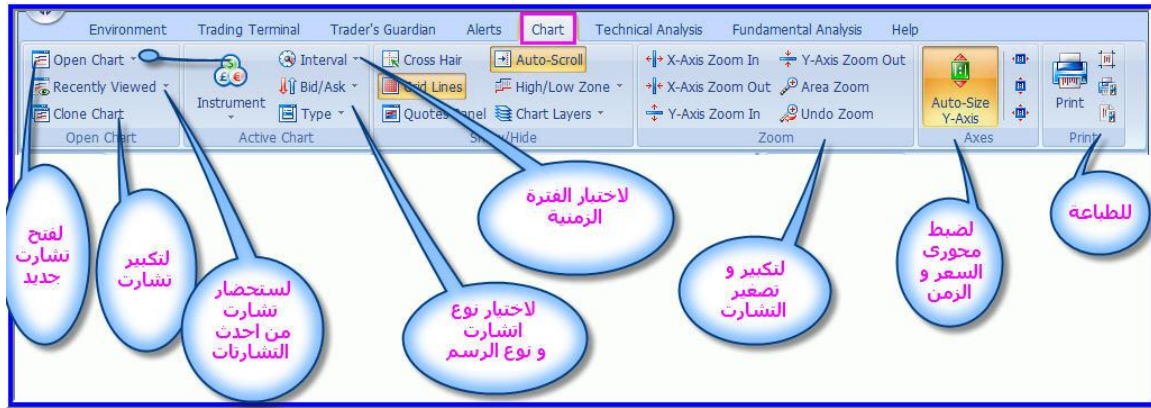 Environment Trading Terminal Trader's Guardian Alerts Chart Technical Analysis Fundamental Analysis Help
Open Chart
Recently Viewed
Clone Chart
Open Chart
Instrument
Interval
Bid/Ask
Type
Active Chart
Cross Hair
Grid Lines
Quotes Panel
Auto-Scroll
High/Low Zone
Chart Layers
Show/Hide
X-Axis Zoom In
X-Axis Zoom Out
Y-Axis Zoom In
Y-Axis Zoom Out
Area Zoom
Undo Zoom
Zoom
1:1
Auto-Size
Y-Axis
Axes
Print
Print
لفتح
تشارت
جديد
لتكبير
تشارت
لستحضار
تشارت
من احدث
التشارتات
لاختيار نوع
اتشارت
و نوع الرسم
لاختبار الفترة
الزمنية
لتكبير و
تصغير
التشارت
لضبط
محورى
السعر و
الزمن
للطباعة